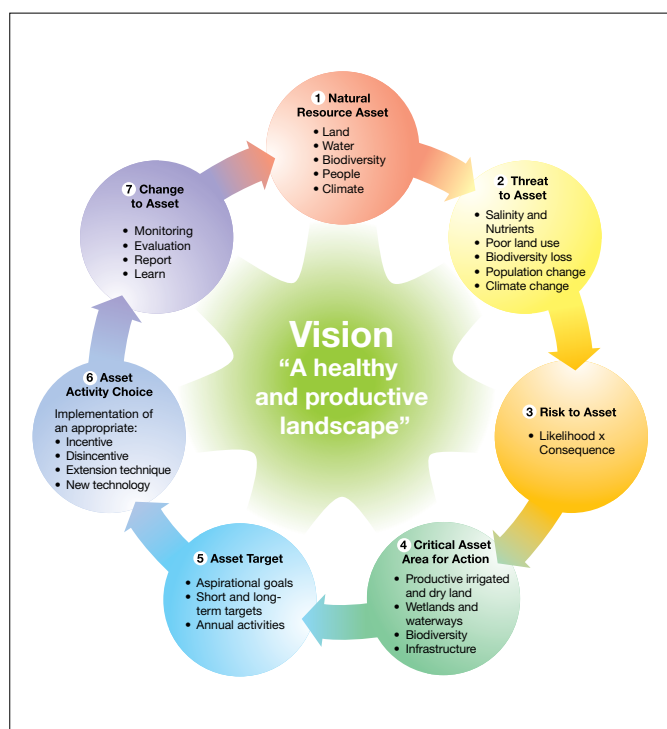 1 Natural
Resource Asset
• Land
• Water
• Biodiversity
• People
• Climate
2 Threat
to Asset
• Salinity and
Nutrients
• Poor land use
• Biodiversity loss
• Population change
• Climate change
3 Risk to Asset
• Likelihood x
Consequence
4 Critical Asset
Area for Action
• Productive irrigated
and dry land
• Wetlands and
waterways
• Biodiversity
• Infrastructure
5 Asset Target
• Aspirational goals
• Short and long-
term targets
• Annual activities
6 Asset
Activity Choice
Implementation of
an appropriate:
• Incentive
• Disincentive
• Extension technique
• New technology
7 Change
to Asset
• Monitoring
• Evaluation
• Report
• Learn
Vision
“A healthy
and productive
landscape”